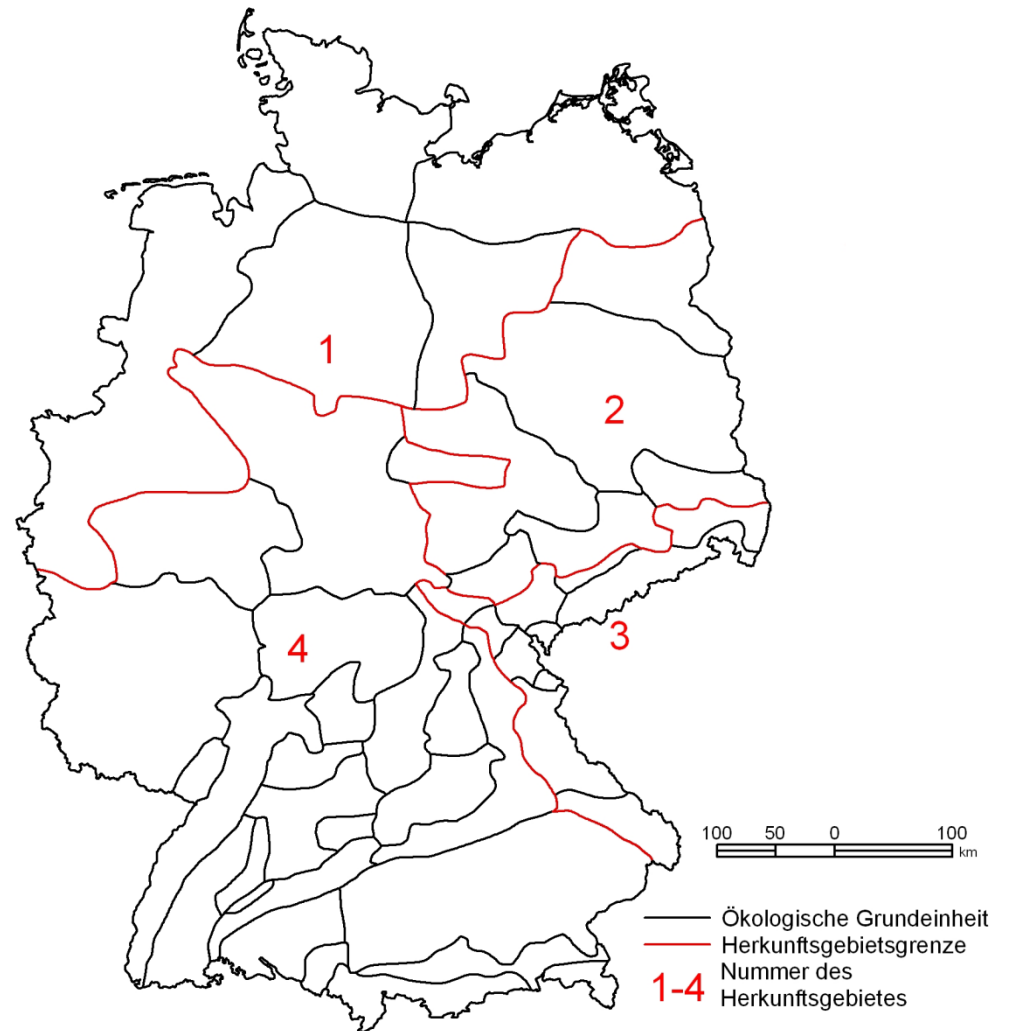 1
2
3
4
100 50 0 100
km
Ökologische Grundeinheit
Herkunftsgebietsgrenze
1-4 Nummer des
Herkunftsgebietes